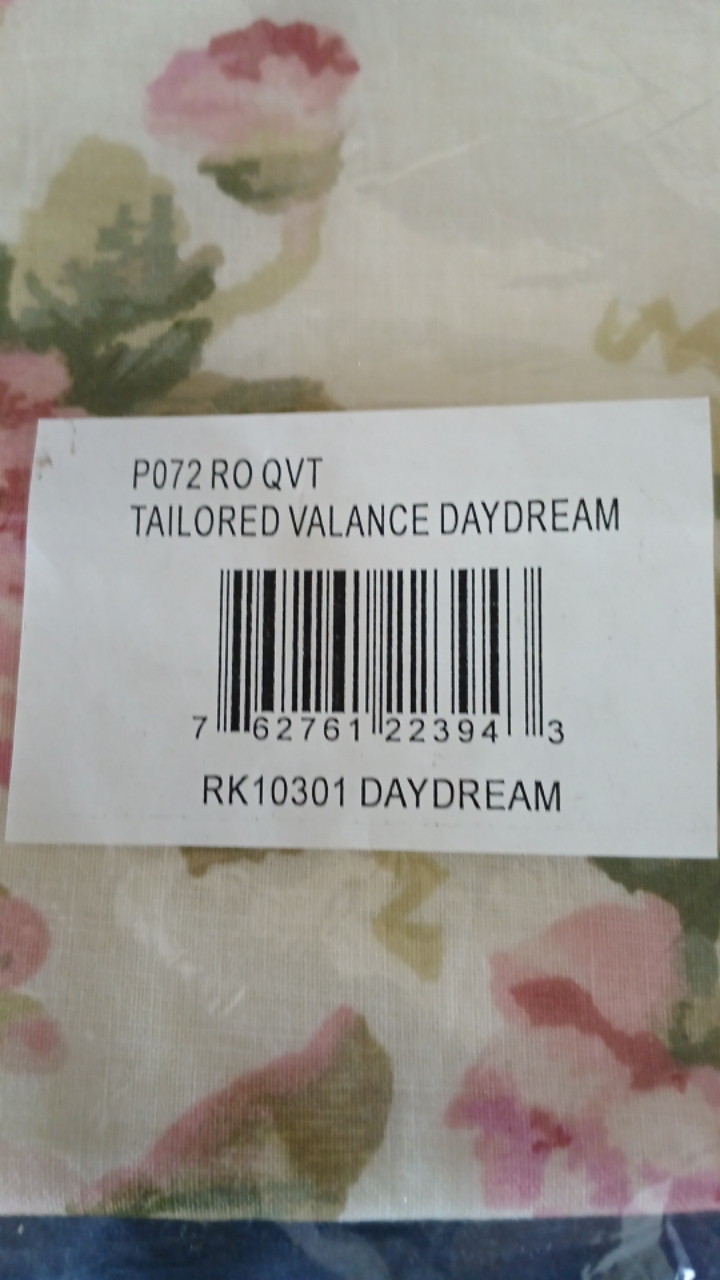 P072 RO QVT
TAILORED VALANCE DAYDREAM
7 62761 22394 3
RK10301 DAYDREAM